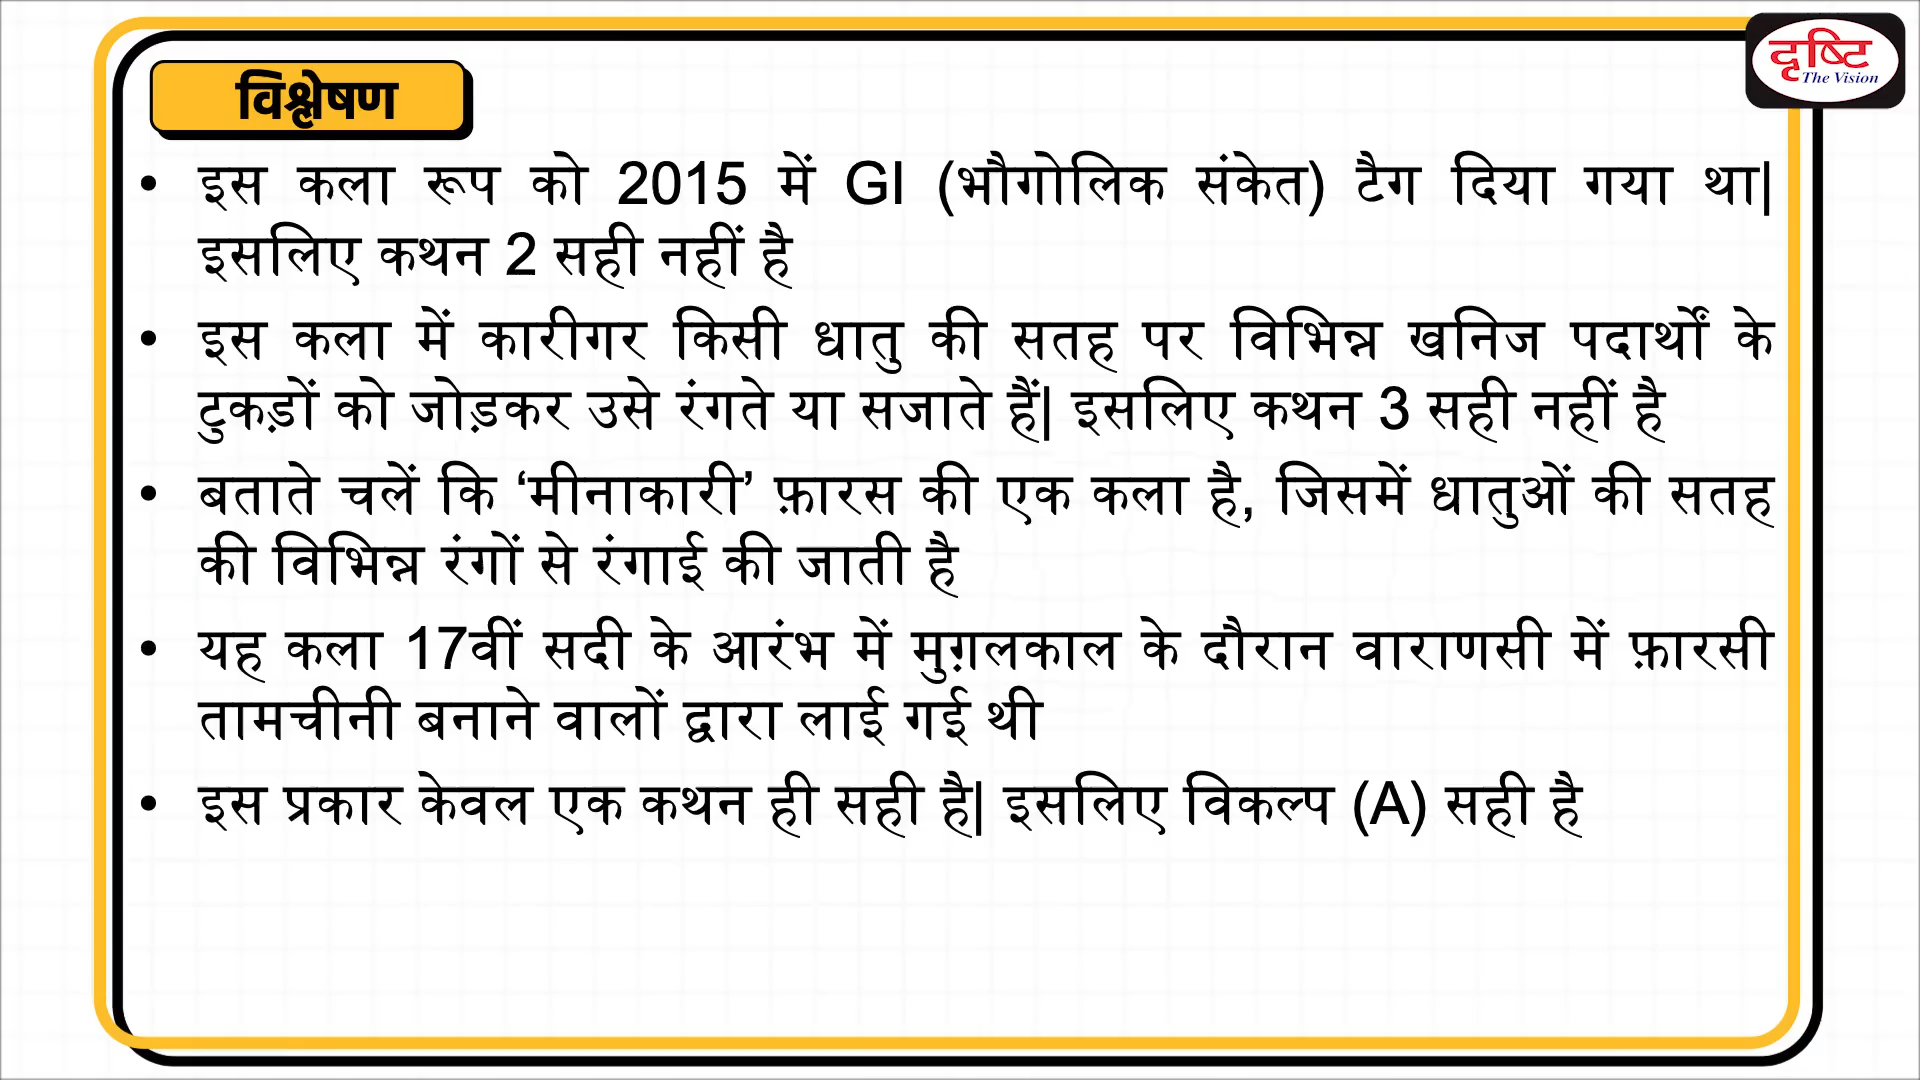 दृष्टि
The Vision
विश्लेषण
• इस कला रूप को 2015 में GI (भौगोलिक संकेत) टैग दिया गया था|
इसलिए कथन 2 सही नहीं है
• इस कला में कारीगर किसी धातु की सतह पर विभिन्न खनिज पदार्थों के
टुकड़ों को जोड़कर उसे रंगते या सजाते हैं| इसलिए कथन 3 सही नहीं है
• बताते चलें कि ‘मीनाकारी’ फ़ारस की एक कला है, जिसमें धातुओं की सतह
की विभिन्न रंगों से रंगाई की जाती है
• यह कला 17वीं सदी के आरंभ में मुग़लकाल के दौरान वाराणसी में फ़ारसी
तामचीनी बनाने वालों द्वारा लाई गई थी
• इस प्रकार केवल एक कथन ही सही है| इसलिए विकल्प (A) सही है